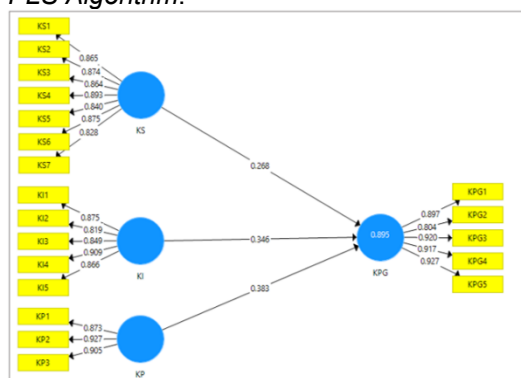 PLS Algorithm.
KS1
KS2
KS3
KS4
KS5
KS6
KS7
0.865
0.874
0.864
0.893
0.840
0.875
0.828
KS
0.268
KI1
KI2
KI3
KI4
KI5
0.875
0.819
0.849
0.909
0.866
KI
0.346
KP1
KP2
KP3
0.873
0.927
0.905
KP
0.383
0.895
KPG
0.897
0.804
0.920
0.917
0.927
KPG1
KPG2
KPG3
KPG4
KPG5